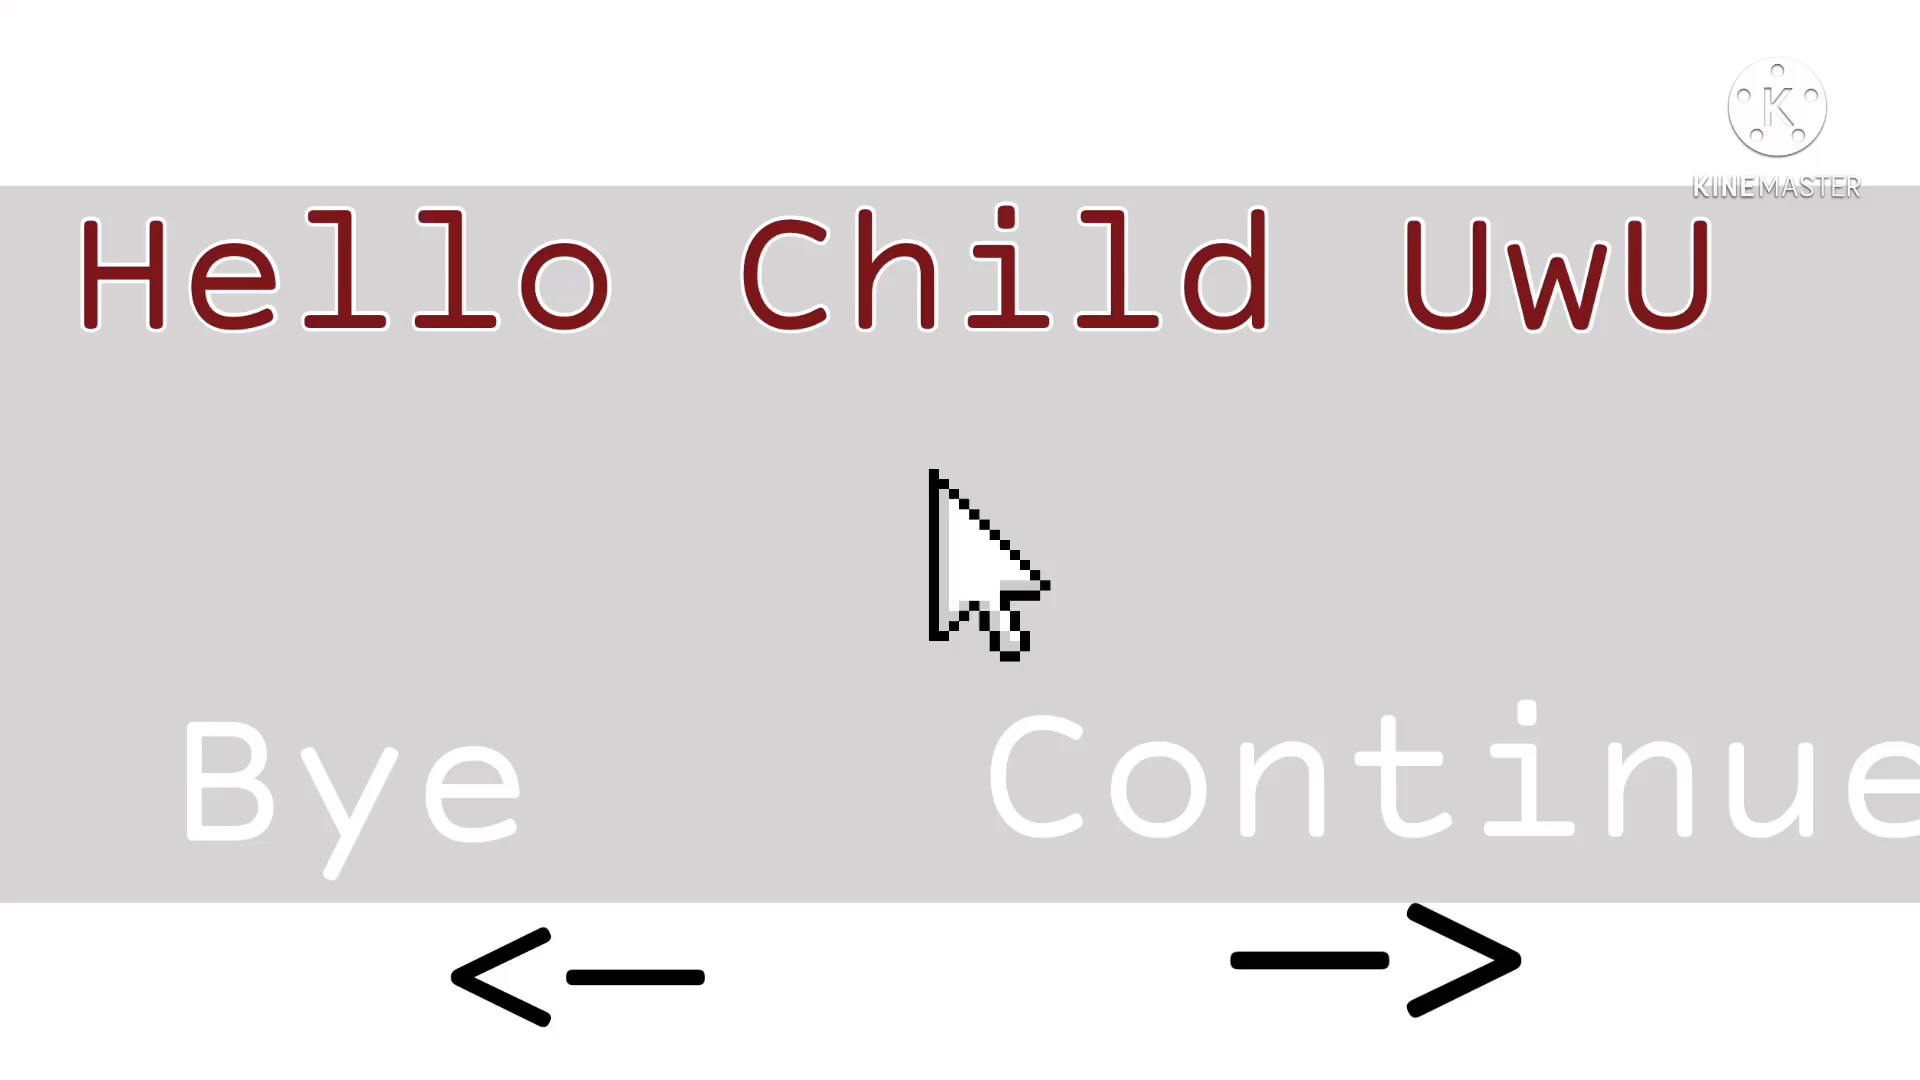 K
KINEMASTER
Hello Child UwU
Bye Continue
<— —>